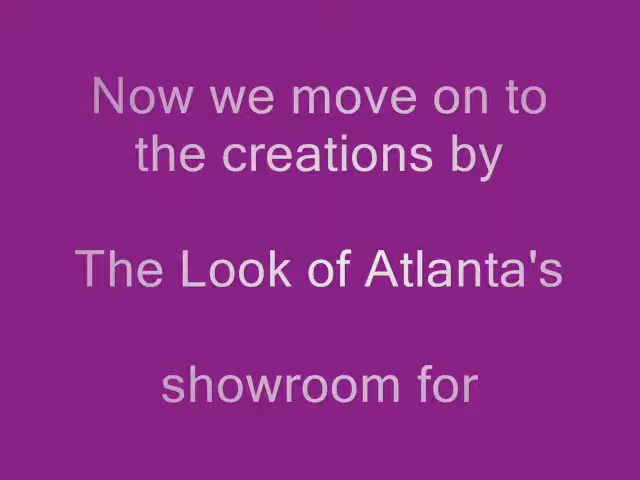 Now we move on to
the creations by
The Look of Atlanta's
showroom for